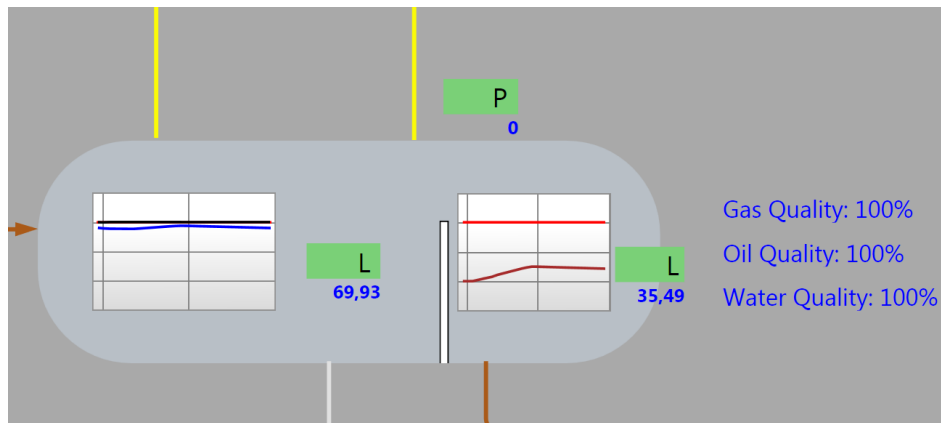 P
0
L
69,93
L
35,49
Gas Quality: 100%
Oil Quality: 100%
Water Quality: 100%